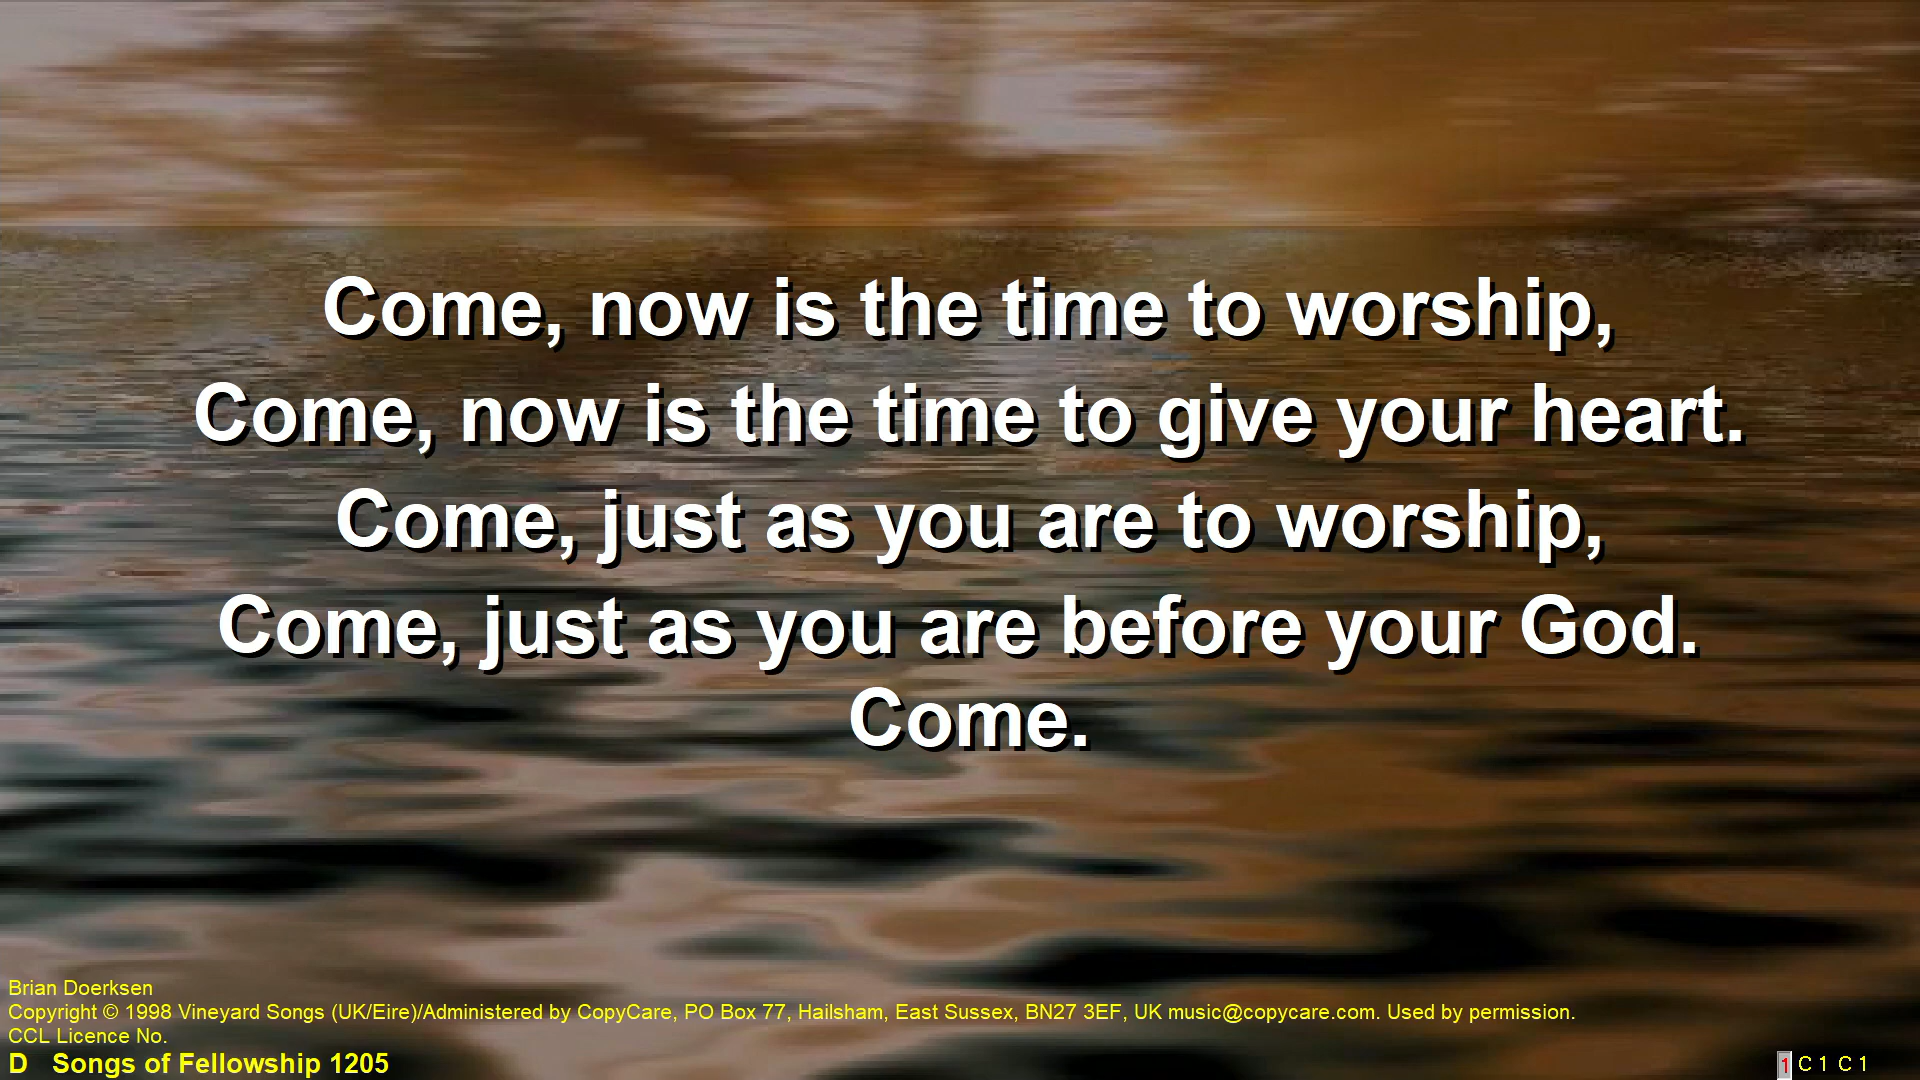 Come, now is the time to worship,
Come, now is the time to give your heart.
Come, just as you are to worship,
Come, just as you are before your God.
Come.
Brian Doerksen
Copyright © 1998 Vineyard Songs (UK/Eire)/Administered by CopyCare, PO Box 77, Hailsham, East Sussex, BN27 3EF, UK music@copycare.com. Used by permission.
CCL Licence No.
D Songs of Fellowship 1205
1 C 1 C 1